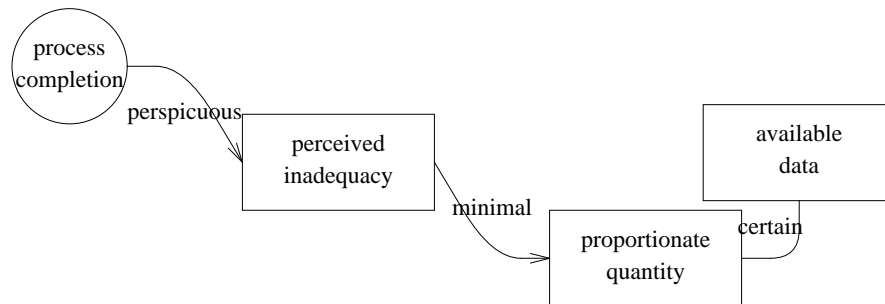 process
completion
perspicuous
perceived
inadequacy
minimal
proportionate
quantity
certain
available
data